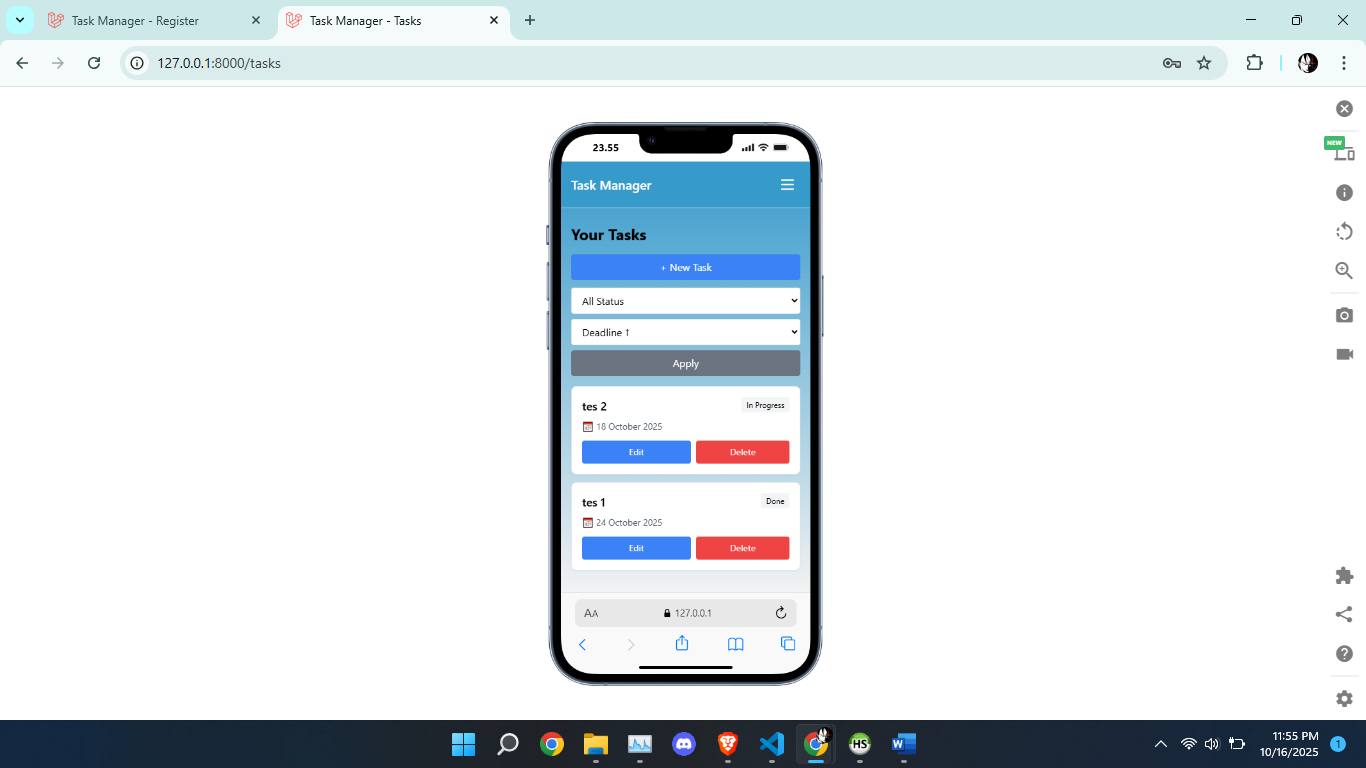 Task Manager - Register
Task Manager - Tasks
127.0.0.1:8000/tasks
NEW
23.55
Task Manager
Your Tasks
+ New Task
All Status
Deadline ↑
Apply
tes 2
In Progress
18 October 2025
Edit
Delete
tes 1
Done
24 October 2025
Edit
Delete
AA
127.0.0.1
HS
W
11:55 PM
10/16/2025
1